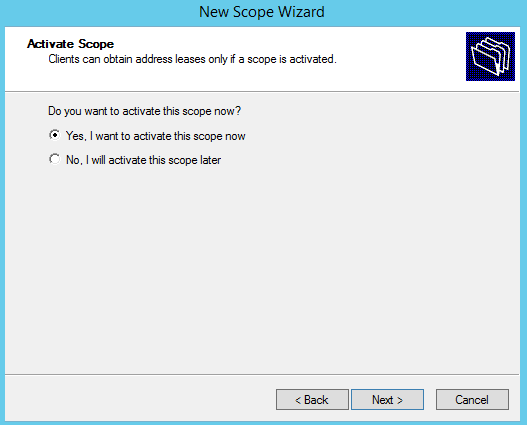 New Scope Wizard
Activate Scope
Clients can obtain address leases only if a scope is activated.
Do you want to activate this scope now?
Yes, I want to activate this scope now
No, I will activate this scope later
< Back
Next >
Cancel